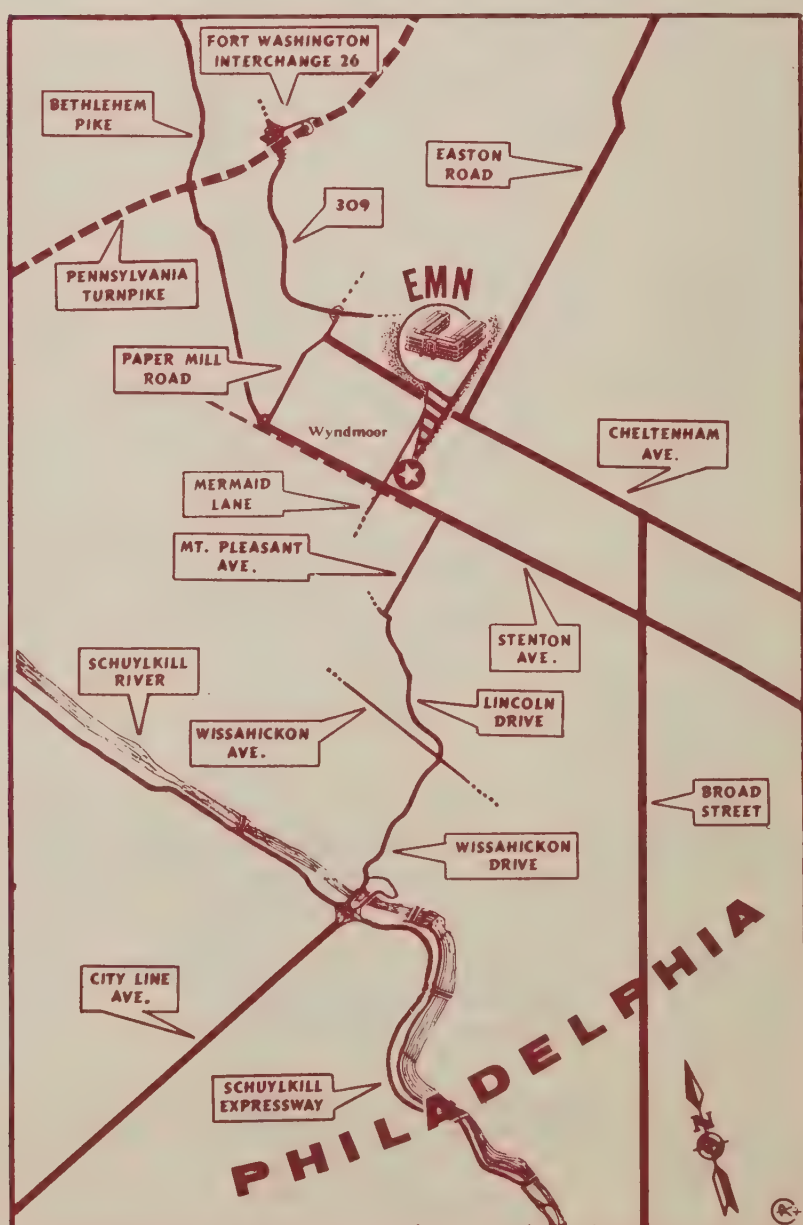 FORT WASHINGTON
INTERCHANGE 26
BETHLEHEM
PIKE
EASTON
ROAD
309
PENNSYLVANIA
TURNPIKE
EMN
PAPER MILL
ROAD
Wyndmoor
CHELTENHAM
AVE.
MERMAID
LANE
MT. PLEASANT
AVE.
STENTON
AVE.
SCHUYLKILL
RIVER
LINCOLN
DRIVE
WISSAHICKON
AVE.
BROAD
STREET
WISSAHICKON
DRIVE
CITY LINE
AVE.
SCHUYLKILL
EXPRESSWAY
PHILADELPHIA
N